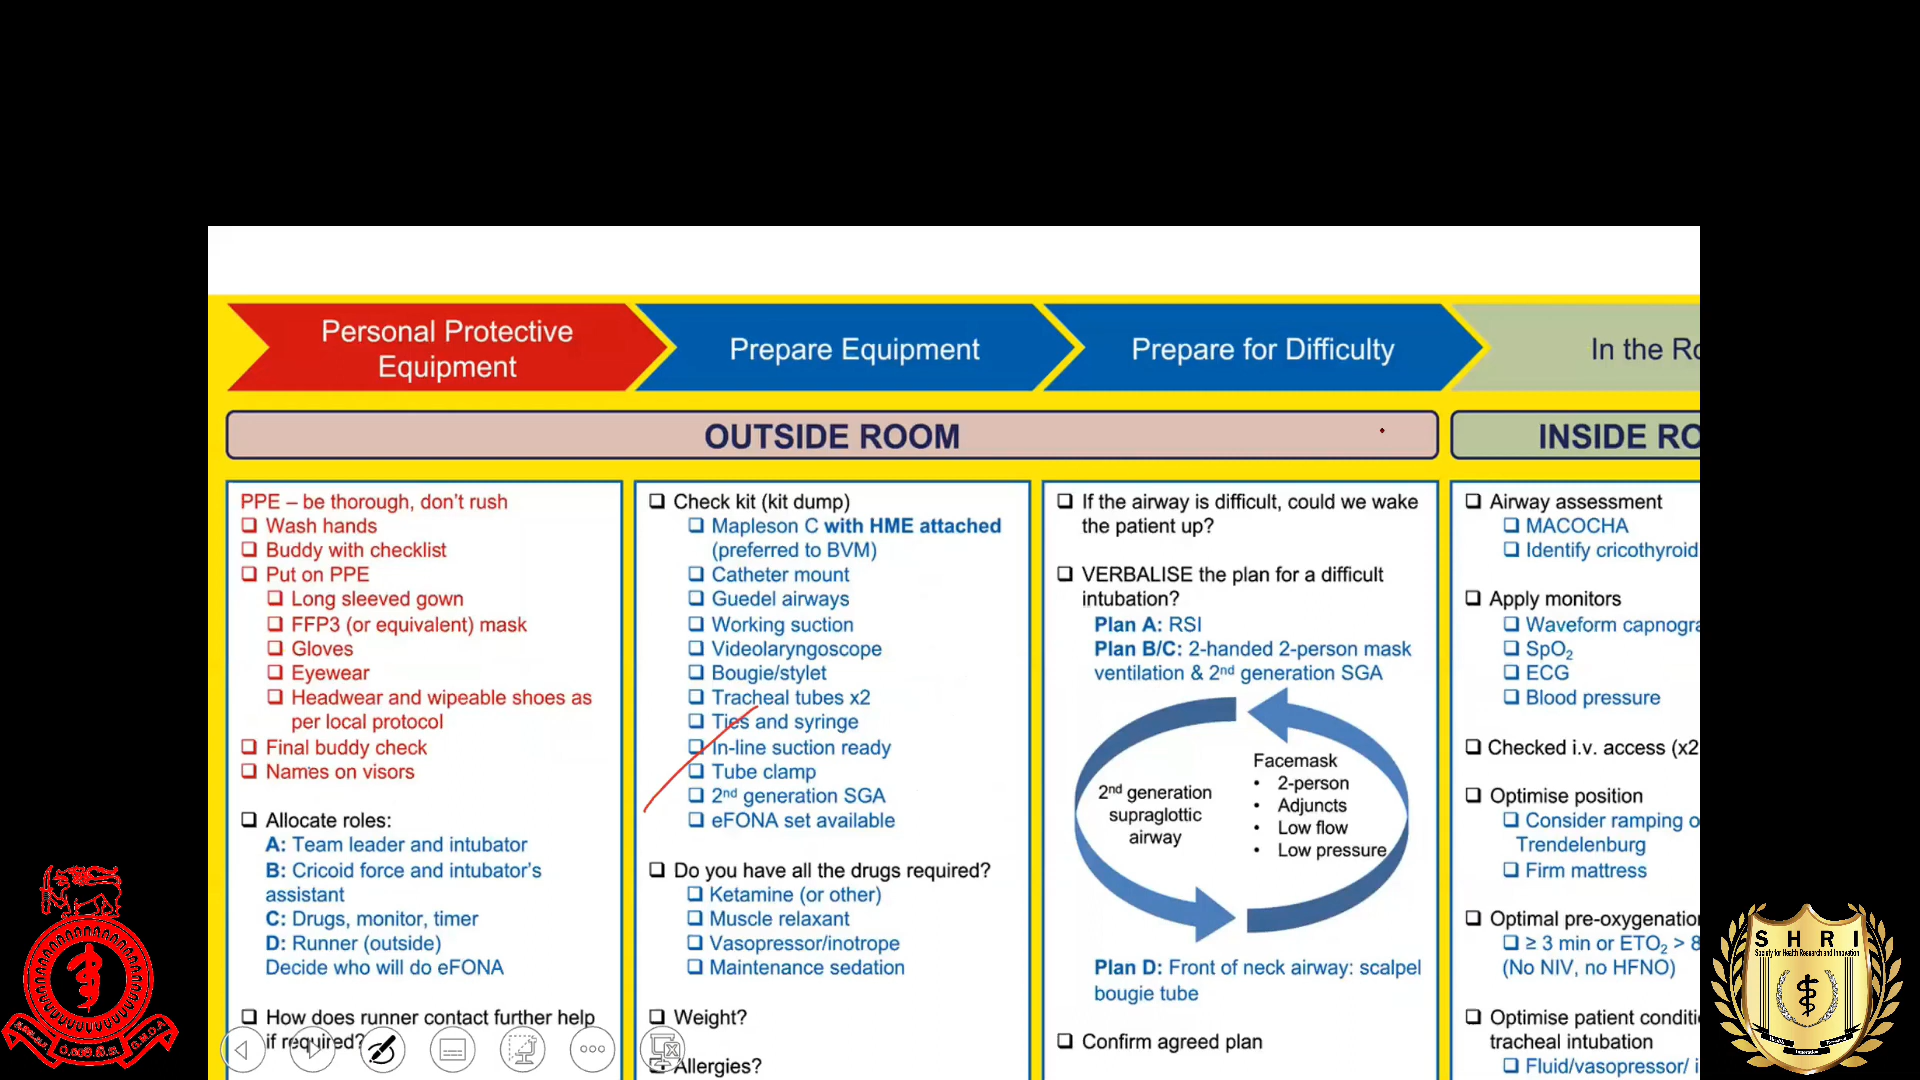 Personal Protective
Equipment
Prepare Equipment
Prepare for Difficulty
In the Ro
OUTSIDE ROOM
INSIDE RO
PPE – be thorough, don't rush
❑ Wash hands
❑ Buddy with checklist
❑ Put on PPE
❑ Long sleeved gown
❑ FFP3 (or equivalent) mask
❑ Gloves
❑ Eyewear
❑ Headwear and wipeable shoes as
per local protocol
❑ Final buddy check
❑ Names on visors
❑ Allocate roles:
A: Team leader and intubator
B: Cricoid force and intubator's
assistant
C: Drugs, monitor, timer
D: Runner (outside)
Decide who will do eFONA
❑ How does runner contact further help
if required?
❑ Check kit (kit dump)
❑ Mapleson C with HME attached
(preferred to BVM)
❑ Catheter mount
❑ Guedel airways
❑ Working suction
❑ Videolaryngoscope
❑ Bougie/stylet
❑ Tracheal tubes x2
❑ Ties and syringe
❑ In-line suction ready
❑ Tube clamp
❑ 2nd generation SGA
❑ eFONA set available
❑ Do you have all the drugs required?
❑ Ketamine (or other)
❑ Muscle relaxant
❑ Vasopressor/inotrope
❑ Maintenance sedation
❑ Weight?
❑ Allergies?
❑ If the airway is difficult, could we wake
the patient up?
❑ VERBALISE the plan for a difficult
intubation?
Plan A: RSI
Plan B/C: 2-handed 2-person mask
ventilation & 2nd generation SGA
2nd generation
supraglottic
airway
Facemask
• 2-person
• Adjuncts
• Low flow
• Low pressure
Plan D: Front of neck airway: scalpel
bougie tube
❑ Confirm agreed plan
❑ Airway assessment
❑ MACOCHA
❑ Identify cricothyroid
❑ Apply monitors
❑ Waveform capnogra
❑ SpO2
❑ ECG
❑ Blood pressure
❑ Checked i.v. access (x2
❑ Optimise position
❑ Consider ramping o
Trendelenburg
❑ Firm mattress
❑ Optimal pre-oxygenation
❑ ≥ 3 min or ETO2 > 8
(No NIV, no HFNO)
❑ Optimise patient conditi
tracheal intubation
❑ Fluid/vasopressor/ i
G.M.O.A
SHRI
Society for Health Research and Innovation